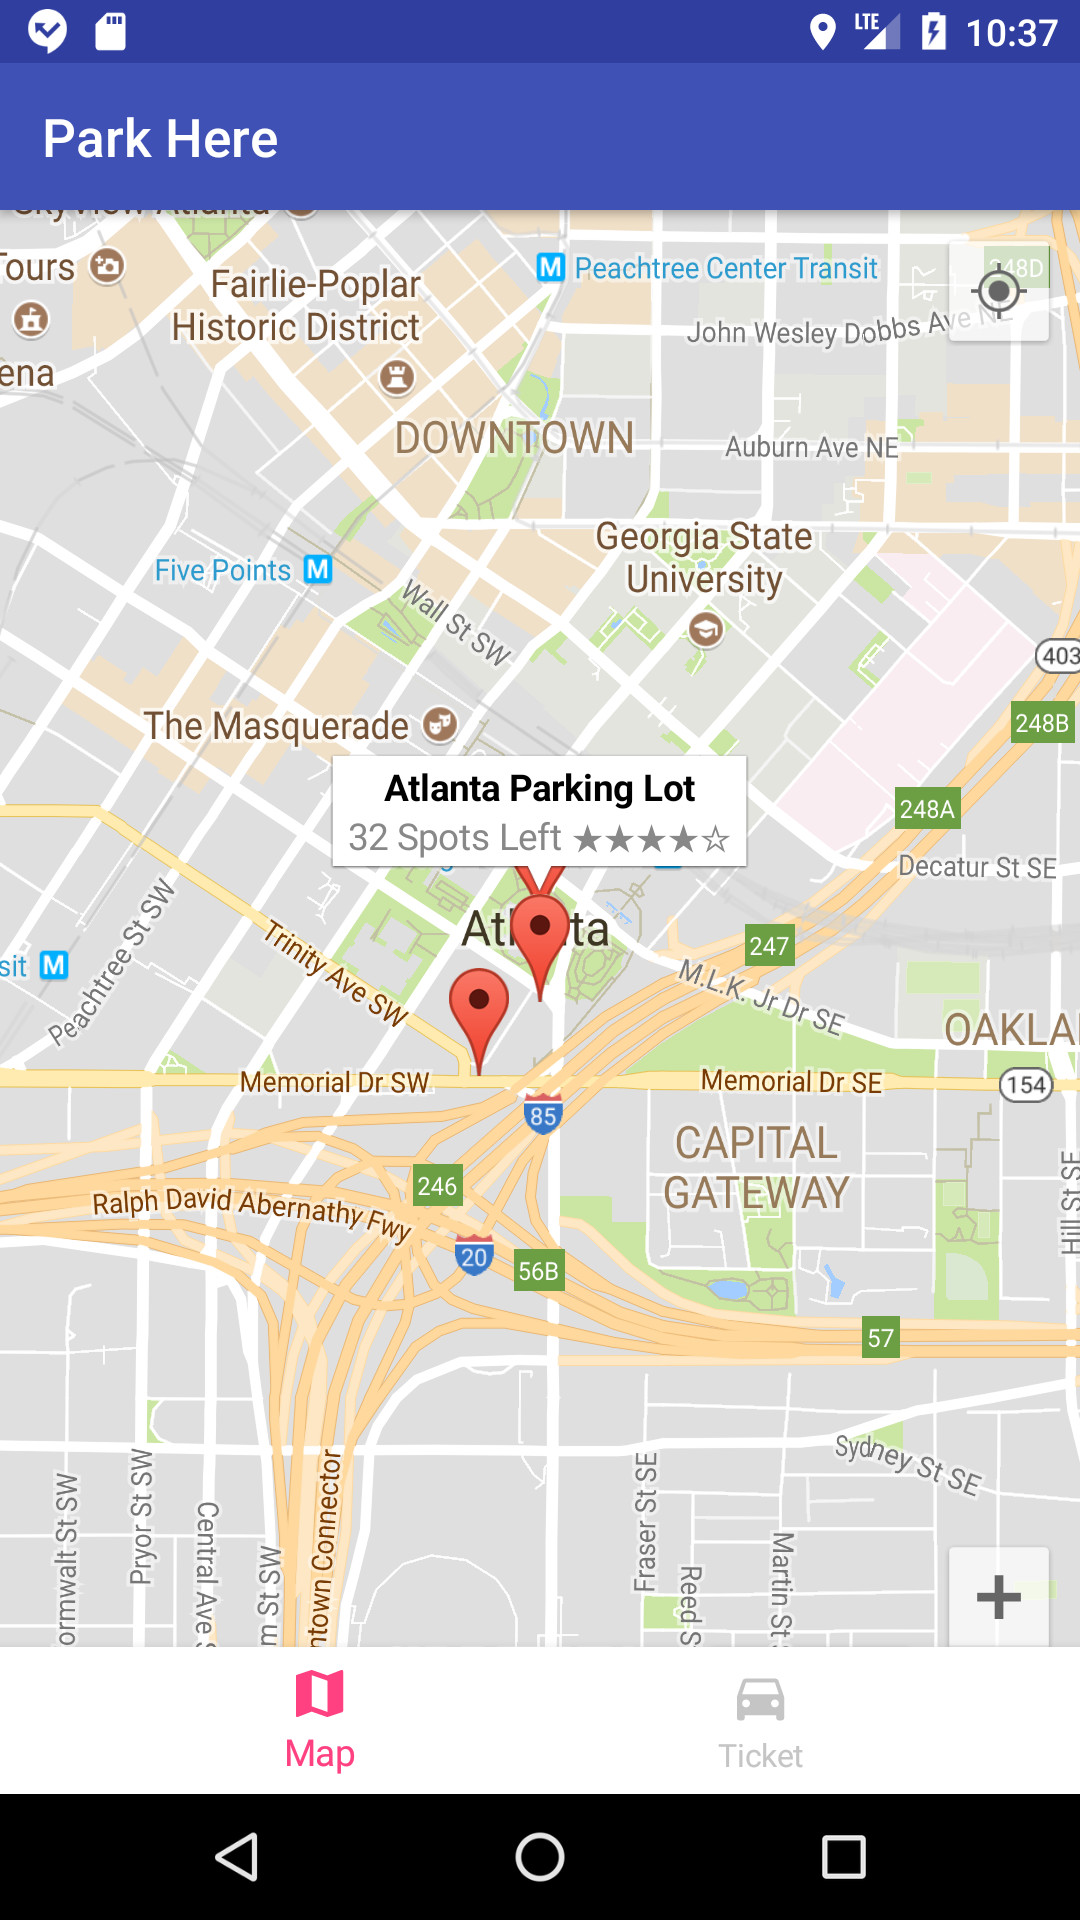 LTE 10:37
Park Here
Skyview Atlanta
Tours
Fairlie-Poplar
Historic District
M Peachtree Center Transit
248D
John Wesley Dobbs Ave NE
ena
DOWNTOWN
Auburn Ave NE
Georgia State
University
Five Points M
Wall St SW
403
248B
The Masquerade
Atlanta Parking Lot
32 Spots Left ★★★★☆
248A
Decatur St SE
Peachtree St SW
Trinity Ave SW
247
sit M
M.L.K. Jr Dr SE
OAKLA
Memorial Dr SW
Memorial Dr SE
154
85
CAPITAL
GATEWAY
246
Ralph David Abernathy Fwy
Hill St SE
20
56B
57
Sydney St SE
ormwalt St SW
Pryor St SW
Central Ave S
m St SW
ntown Connector
Fraser St SE
Reed S
Martin St
Map
Ticket